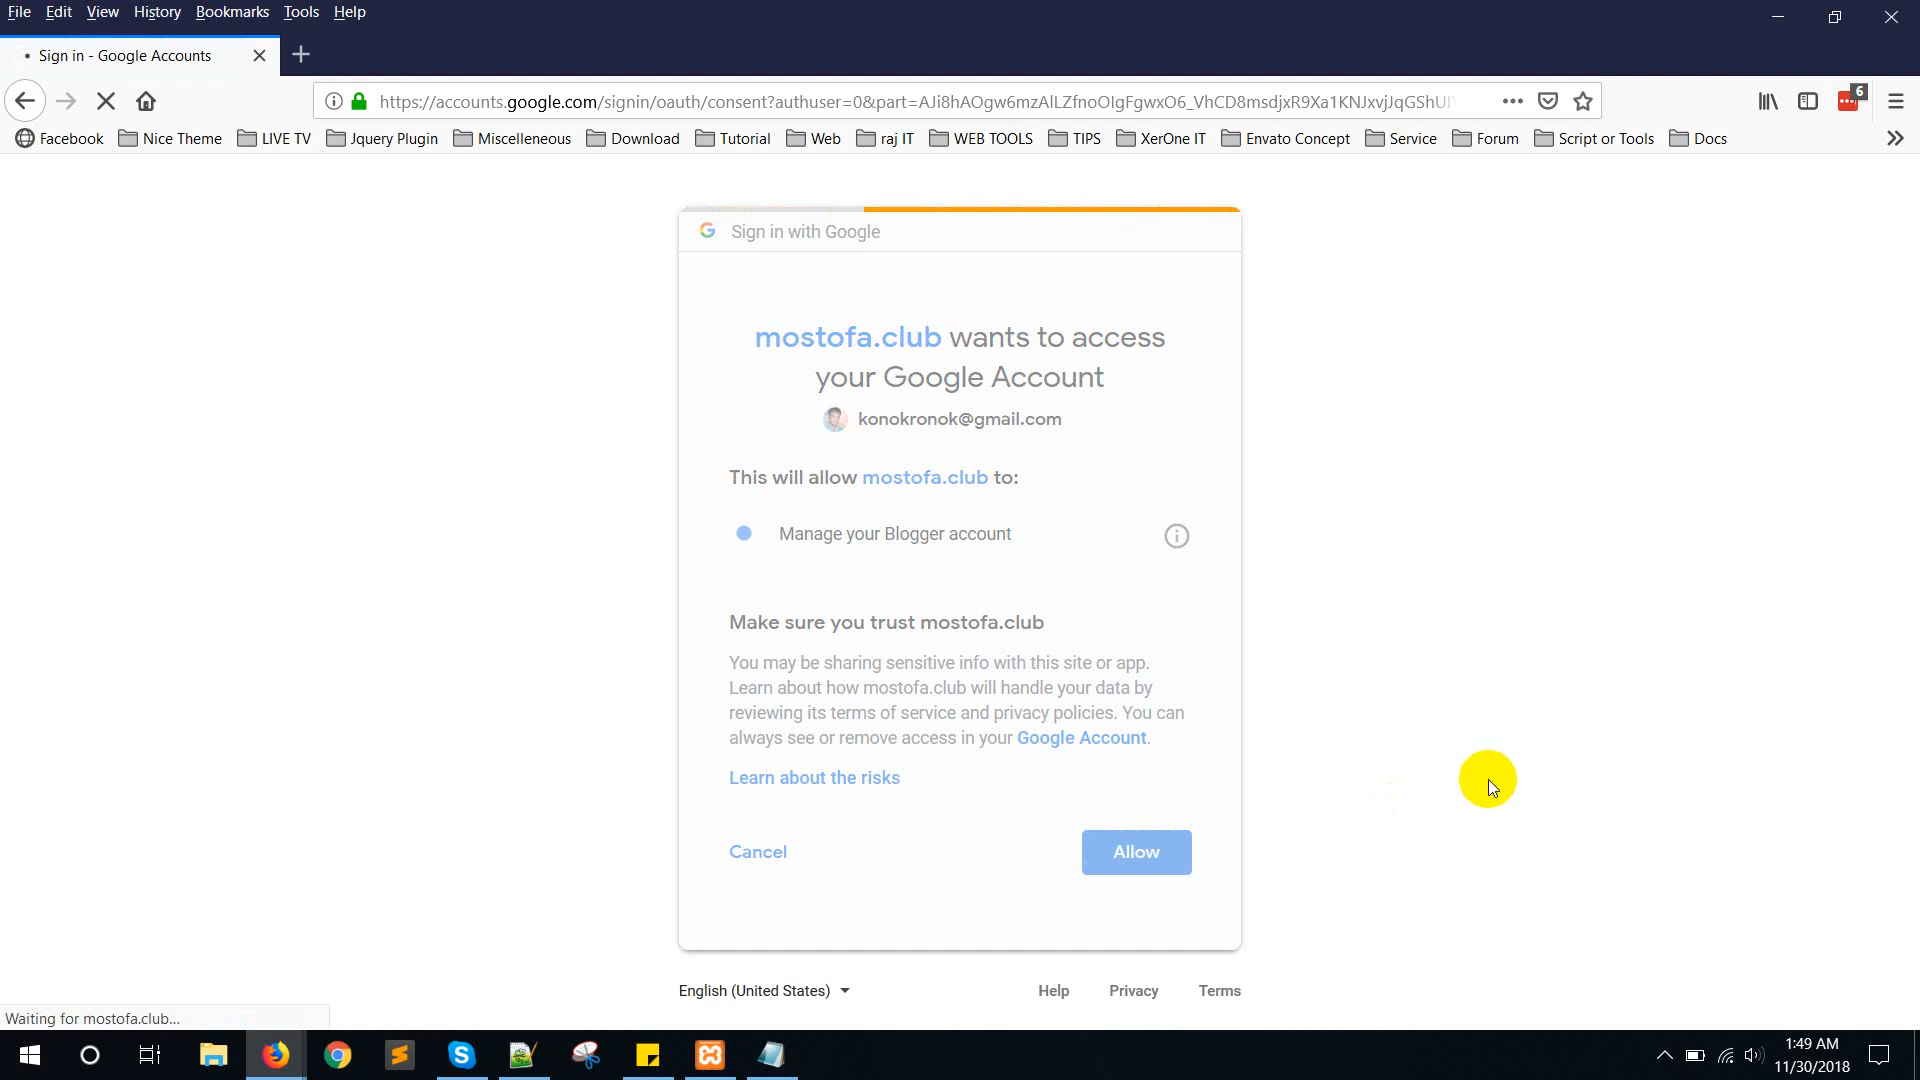 File Edit View History Bookmarks Tools Help
Sign in - Google Accounts
https://accounts.google.com/signin/oauth/consent?authuser=0&part=
6
Facebook Nice Theme LIVE TV Jquery Plugin Miscelleneous Download Tutorial Web raj IT WEB TOOLS TIPS XerOne IT Envato Concept Service Forum Script or Tools Docs
Sign in with Google
mostofa.club wants to access
your Google Account
konokronok@gmail.com
This will allow mostofa.club to:
Manage your Blogger account
Make sure you trust mostofa.club
You may be sharing sensitive info with this site or app.
Learn about how mostofa.club will handle your data by
reviewing its terms of service and privacy policies. You can
always see or remove access in your Google Account.
Learn about the risks
Cancel Allow
English (United States) Help Privacy Terms
Waiting for mostofa.club...
1:49 AM
11/30/2018